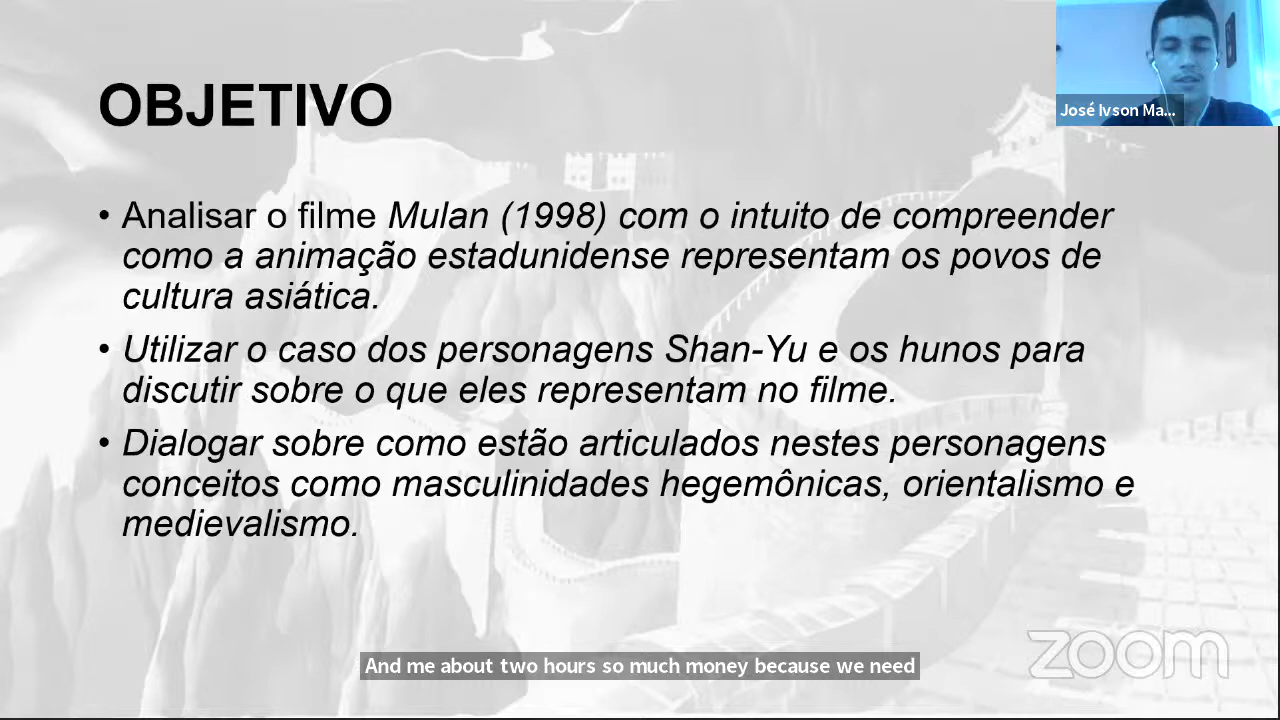 OBJETIVO
José Ivson Ma...
• Analisar o filme Mulan (1998) com o intuito de compreender
como a animação estadunidense representam os povos de
cultura asiática.
• Utilizar o caso dos personagens Shan-Yu e os hunos para
discutir sobre o que eles representam no filme.
• Dialogar sobre como estão articulados nestes personagens
conceitos como masculinidades hegemônicas, orientalismo e
medievalismo.
zoom
And me about two hours so much money because we need